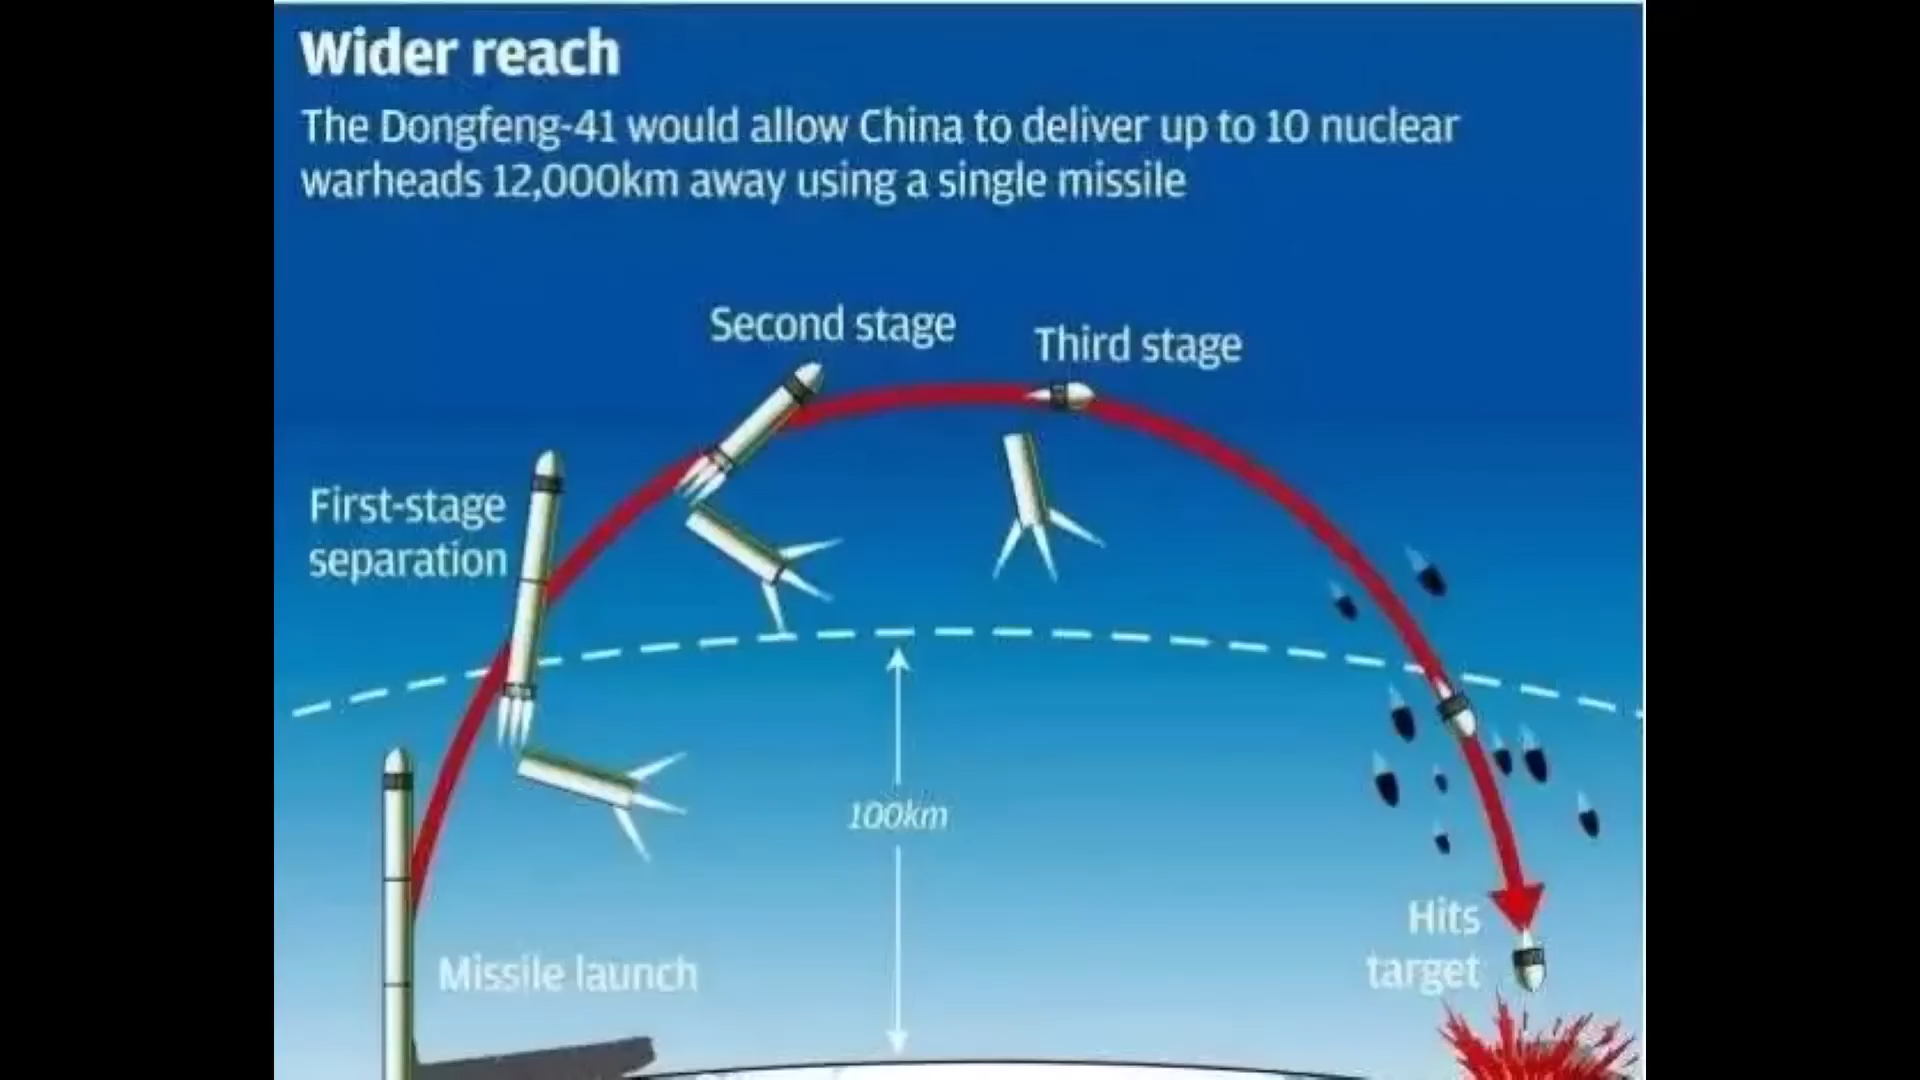 Wider reach
The Dongfeng-41 would allow China to deliver up to 10 nuclear
warheads 12,000km away using a single missile
Second stage
Third stage
First-stage
separation
100km
Missile launch
Hits
target